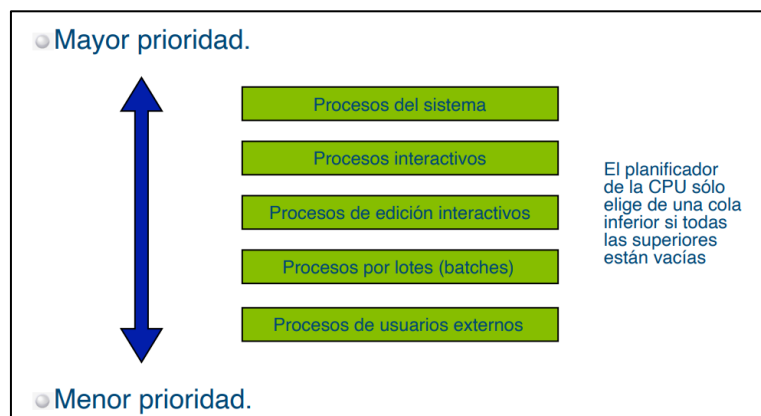 Mayor prioridad.
Procesos del sistema
Procesos interactivos
Procesos de edición interactivos
Procesos por lotes (batches)
Procesos de usuarios externos
El planificador
de la CPU sólo
elige de una cola
inferior si todas
las superiores
están vacías
Menor prioridad.